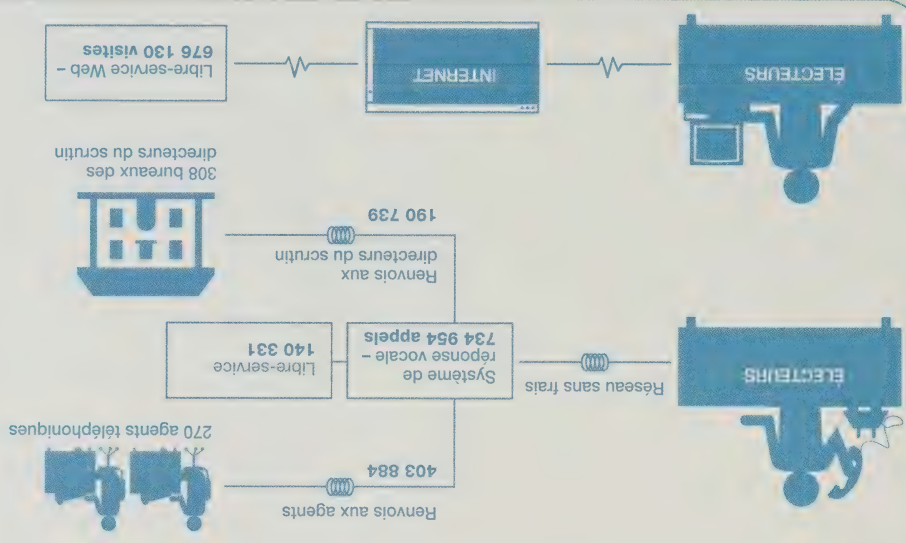 Renvois aux agents
403 884
270 agents téléphoniques
ÉLECTEURS
Réseau sans frais
Système de
réponse vocale –
734 954 appels
Libre-service
140 331
Renvois aux
directeurs du scrutin
190 739
308 bureaux des
directeurs du scrutin
ÉLECTEURS
INTERNET
Libre-service Web –
676 130 visites